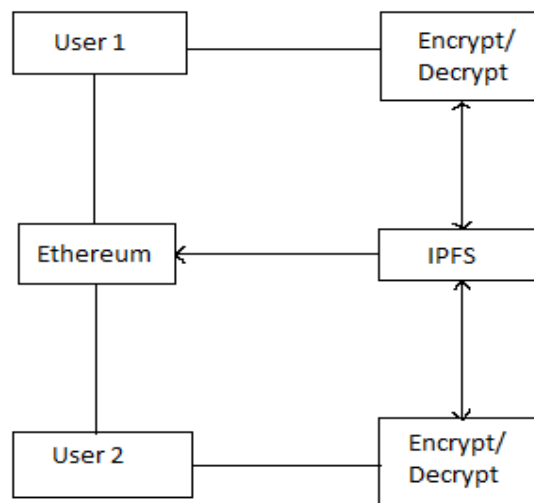 User 1
Encrypt/
Decrypt
Ethereum
IPFS
User 2
Encrypt/
Decrypt